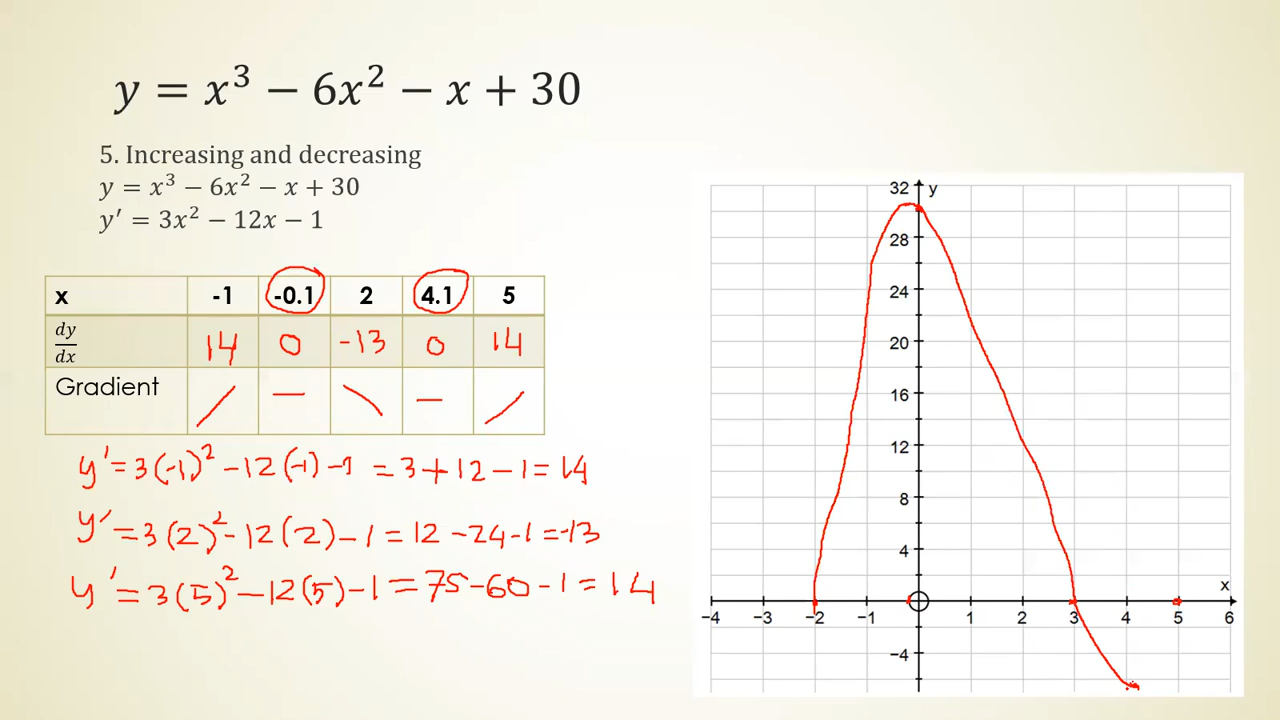 y = x³ − 6x² − x + 30
5. Increasing and decreasing
y = x³ − 6x² − x + 30
y′ = 3x² − 12x − 1
x -1 -0.1 2 4.1 5
dy/dx 14 0 -13 0 14
Gradient / — \ — /
y' = 3(-1)² - 12(-1) - 1 = 3 + 12 - 1 = 14
y' = 3(2)² - 12(2) - 1 = 12 - 24 - 1 = -13
y' = 3(5)² - 12(5) - 1 = 75 - 60 - 1 = 14
32 y
28
24
20
16
12
8
4
x
−4 −3 −2 −1 0 1 2 3 4 5 6
−4